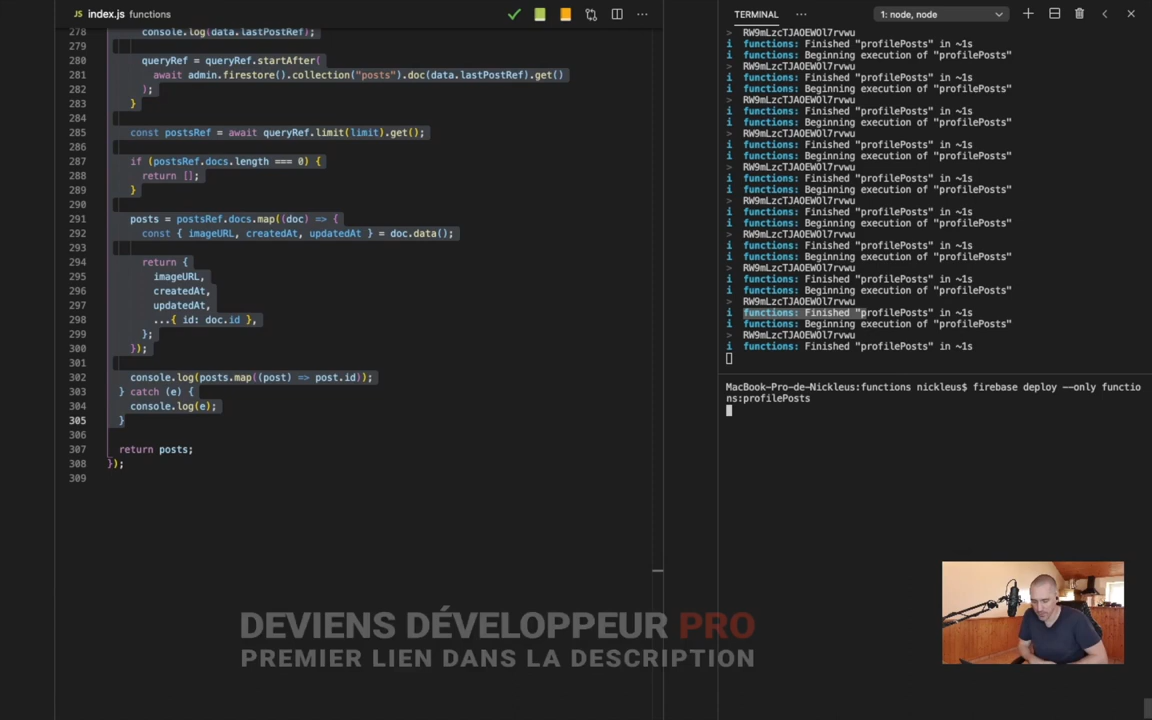 JS index.js functions
278 console.log(data.lastPostRef);
279
280 queryRef = queryRef.startAfter(
281 await admin.firestore().collection("posts").doc(data.lastPostRef).get()
282 );
283 }
284
285 const postsRef = await queryRef.limit(limit).get();
286
287 if (postsRef.docs.length === 0) {
288 return [];
289 }
290
291 posts = postsRef.docs.map((doc) => {
292 const { imageURL, createdAt, updatedAt } = doc.data();
293
294 return {
295 imageURL,
296 createdAt,
297 updatedAt,
298 ...{ id: doc.id },
299 };
300 });
301
302 console.log(posts.map((post) => post.id));
303 } catch (e) {
304 console.log(e);
305 }
306
307 return posts;
308 });
309
TERMINAL ... 1: node, node
> RW9mLzcTJAOEWOl7rvwu
i functions: Finished "profilePosts" in ~1s
i functions: Beginning execution of "profilePosts"
> RW9mLzcTJAOEWOl7rvwu
i functions: Finished "profilePosts" in ~1s
i functions: Beginning execution of "profilePosts"
> RW9mLzcTJAOEWOl7rvwu
i functions: Finished "profilePosts" in ~1s
i functions: Beginning execution of "profilePosts"
> RW9mLzcTJAOEWOl7rvwu
i functions: Finished "profilePosts" in ~1s
i functions: Beginning execution of "profilePosts"
> RW9mLzcTJAOEWOl7rvwu
i functions: Finished "profilePosts" in ~1s
i functions: Beginning execution of "profilePosts"
> RW9mLzcTJAOEWOl7rvwu
i functions: Finished "profilePosts" in ~1s
i functions: Beginning execution of "profilePosts"
> RW9mLzcTJAOEWOl7rvwu
i functions: Finished "profilePosts" in ~1s
i functions: Beginning execution of "profilePosts"
> RW9mLzcTJAOEWOl7rvwu
i functions: Finished "profilePosts" in ~1s
i functions: Beginning execution of "profilePosts"
> RW9mLzcTJAOEWOl7rvwu
i functions: Finished "profilePosts" in ~1s
i functions: Beginning execution of "profilePosts"
> RW9mLzcTJAOEWOl7rvwu
i functions: Finished "profilePosts" in ~1s
MacBook-Pro-de-Nickleus:functions nickleus$ firebase deploy --only functio
ns:profilePosts
DEVIENS DÉVELOPPEUR PRO
PREMIER LIEN DANS LA DESCRIPTION